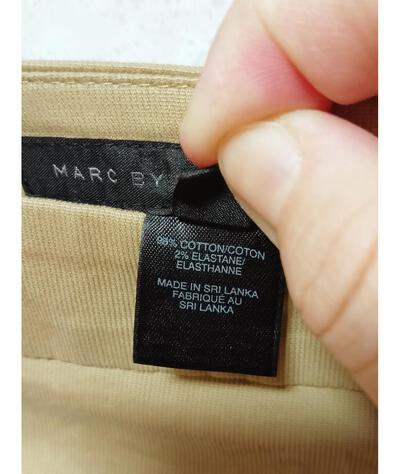 MARC BY
98% COTTON/COTON
2% ELASTANE/
ELASTHANNE
MADE IN SRI LANKA
FABRIQUÉ AU
SRI LANKA